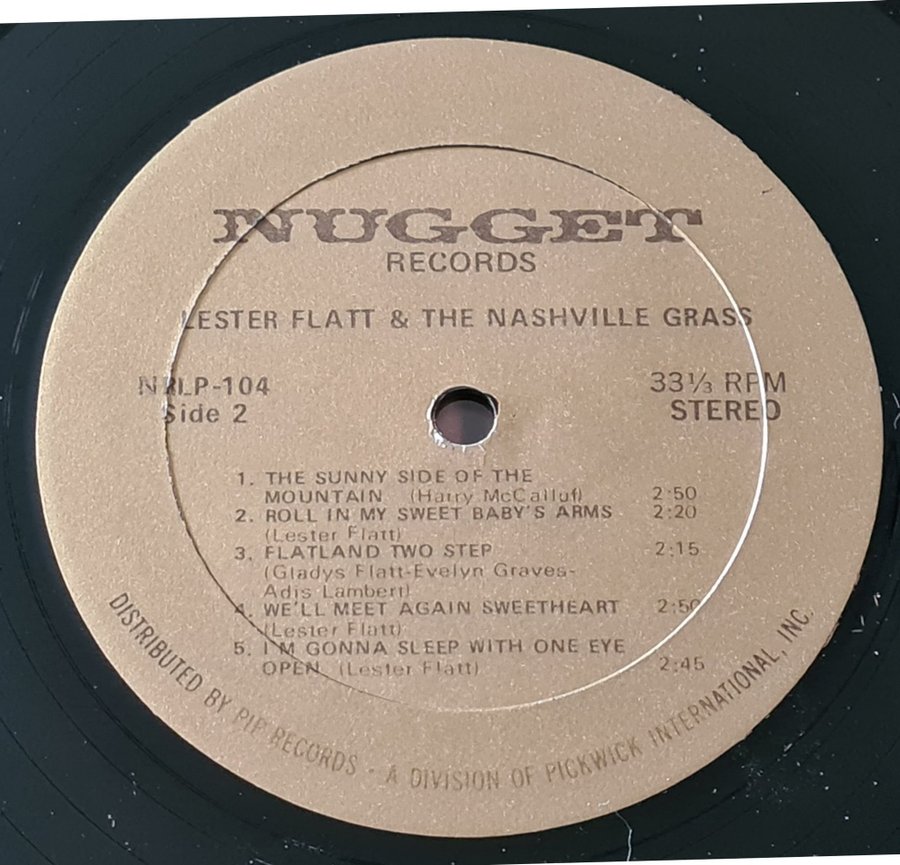 NUGGET
RECORDS
LESTER FLATT & THE NASHVILLE GRASS
NRLP-104
Side 2
33⅓ RPM
STEREO
1. THE SUNNY SIDE OF THE
MOUNTAIN (Harry McCalluf) 2:50
2. ROLL IN MY SWEET BABY'S ARMS 2:20
(Lester Flatt)
3. FLATLAND TWO STEP 2:15
(Gladys Flatt-Evelyn Graves-
Adis Lambert)
4. WE'LL MEET AGAIN SWEETHEART 2:50
(Lester Flatt)
5. I'M GONNA SLEEP WITH ONE EYE
OPEN (Lester Flatt) 2:45
DISTRIBUTED BY PIP RECORDS · A DIVISION OF PICKWICK INTERNATIONAL, INC.